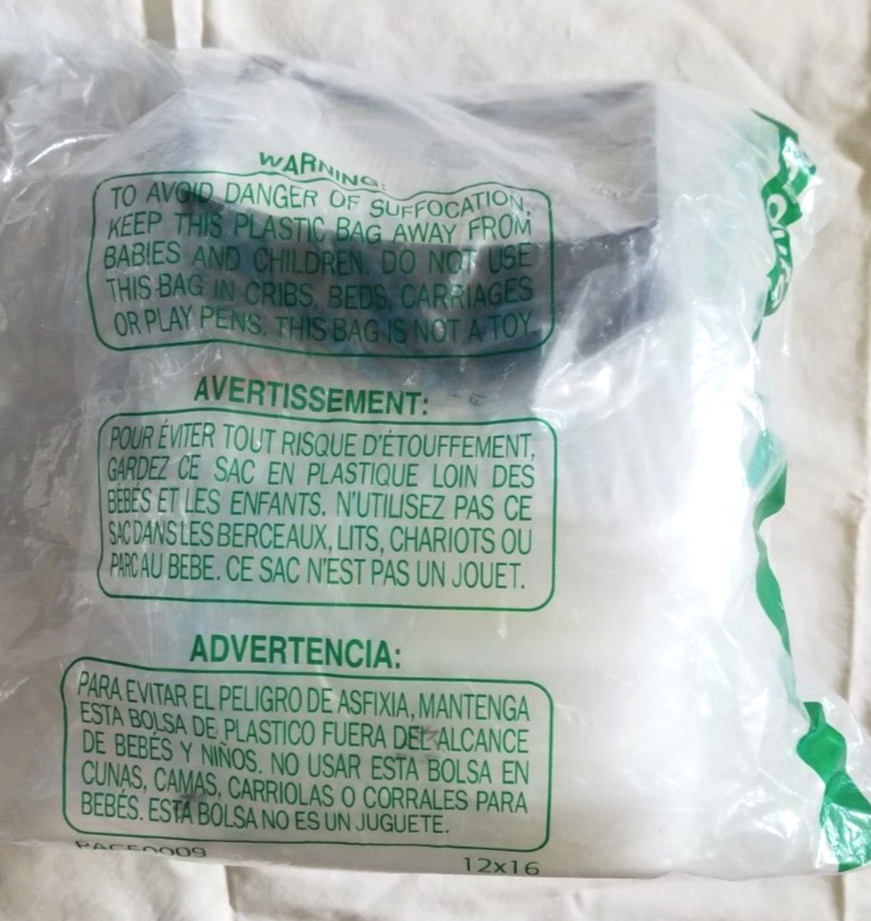 WARNING:
TO AVOID DANGER OF SUFFOCATION,
KEEP THIS PLASTIC BAG AWAY FROM
BABIES AND CHILDREN. DO NOT USE
THIS BAG IN CRIBS, BEDS, CARRIAGES
OR PLAY PENS. THIS BAG IS NOT A TOY.
AVERTISSEMENT:
POUR ÉVITER TOUT RISQUE D'ÉTOUFFEMENT,
GARDEZ CE SAC EN PLASTIQUE LOIN DES
BÉBÉS ET LES ENFANTS. N'UTILISEZ PAS CE
SAC DANS LES BERCEAUX, LITS, CHARIOTS OU
PARC AU BEBE. CE SAC N'EST PAS UN JOUET.
ADVERTENCIA:
PARA EVITAR EL PELIGRO DE ASFIXIA, MANTENGA
ESTA BOLSA DE PLASTICO FUERA DEL ALCANCE
DE BEBÉS Y NIÑOS. NO USAR ESTA BOLSA EN
CUNAS, CAMAS, CARRIOLAS O CORRALES PARA
BEBÉS. ESTA BOLSA NO ES UN JUGUETE.
12x16